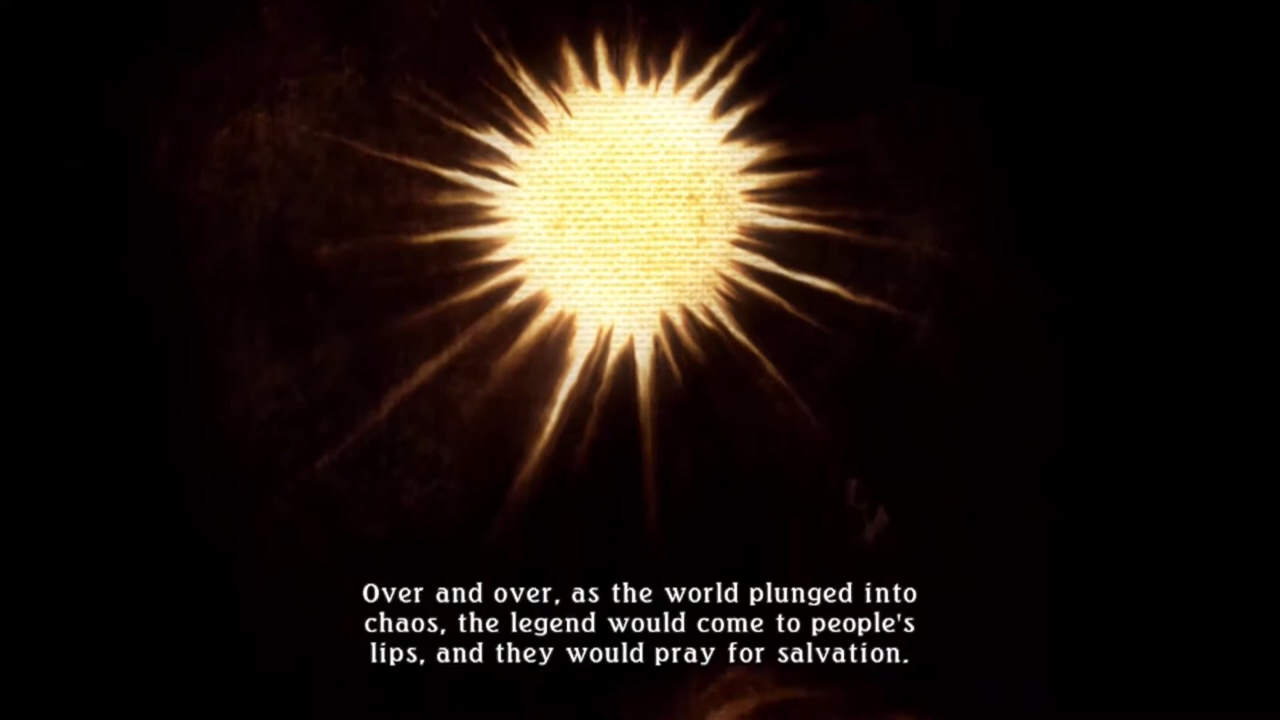 Over and over, as the world plunged into
chaos, the legend would come to people's
lips, and they would pray for salvation.